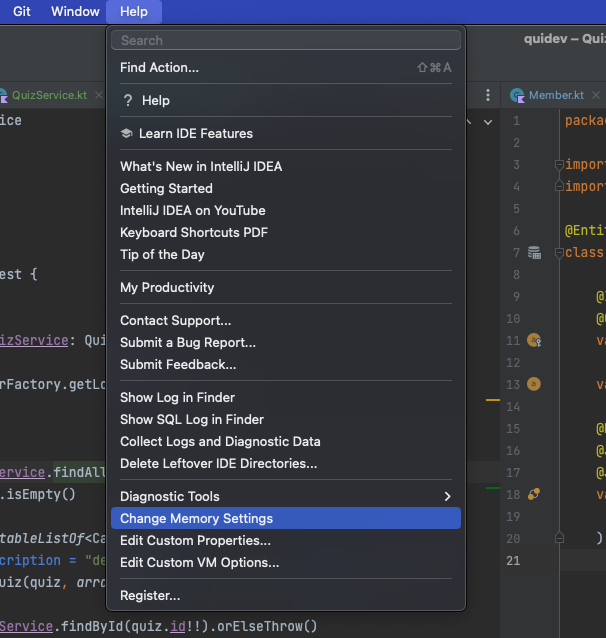 Git Window Help
quidev – Quiz
Search
Find Action... ⇧⌘A
? Help
Learn IDE Features
What's New in IntelliJ IDEA
Getting Started
IntelliJ IDEA on YouTube
Keyboard Shortcuts PDF
Tip of the Day
My Productivity
Contact Support...
Submit a Bug Report...
Submit Feedback...
Show Log in Finder
Show SQL Log in Finder
Collect Logs and Diagnostic Data
Delete Leftover IDE Directories...
Diagnostic Tools
Change Memory Settings
Edit Custom Properties...
Edit Custom VM Options...
Register...
QuizService.kt
ice
est {
izService: Qui
rFactory.getLo
ervice.findAll
.isEmpty()
tableListOf<Ca
cription = "de
uiz(quiz, arra
Service.findById(quiz.id!!).orElseThrow()
Member.kt
1 packa
2
3 import
4 import
5
6 @Enti
7 class
8
9
10
11 va
12
13 va
14
15
16
17
18 va
19
20 )
21